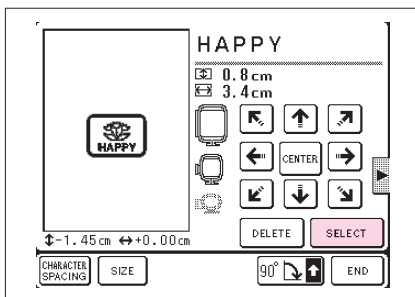 HAPPY
0.8cm
3.4cm
HAPPY
CENTER
↕-1.45cm ↔+0.00cm
DELETE
SELECT
CHARACTER SPACING
SIZE
90°
END